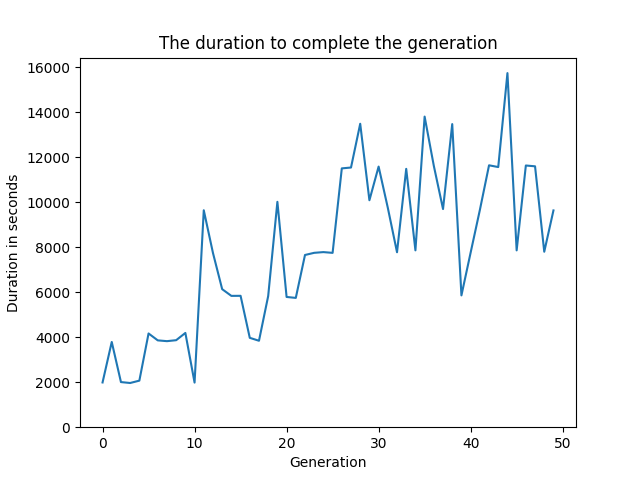 The duration to complete the generation
16000
14000
12000
10000
8000
6000
4000
2000
0
Duration in seconds
0 10 20 30 40 50
Generation